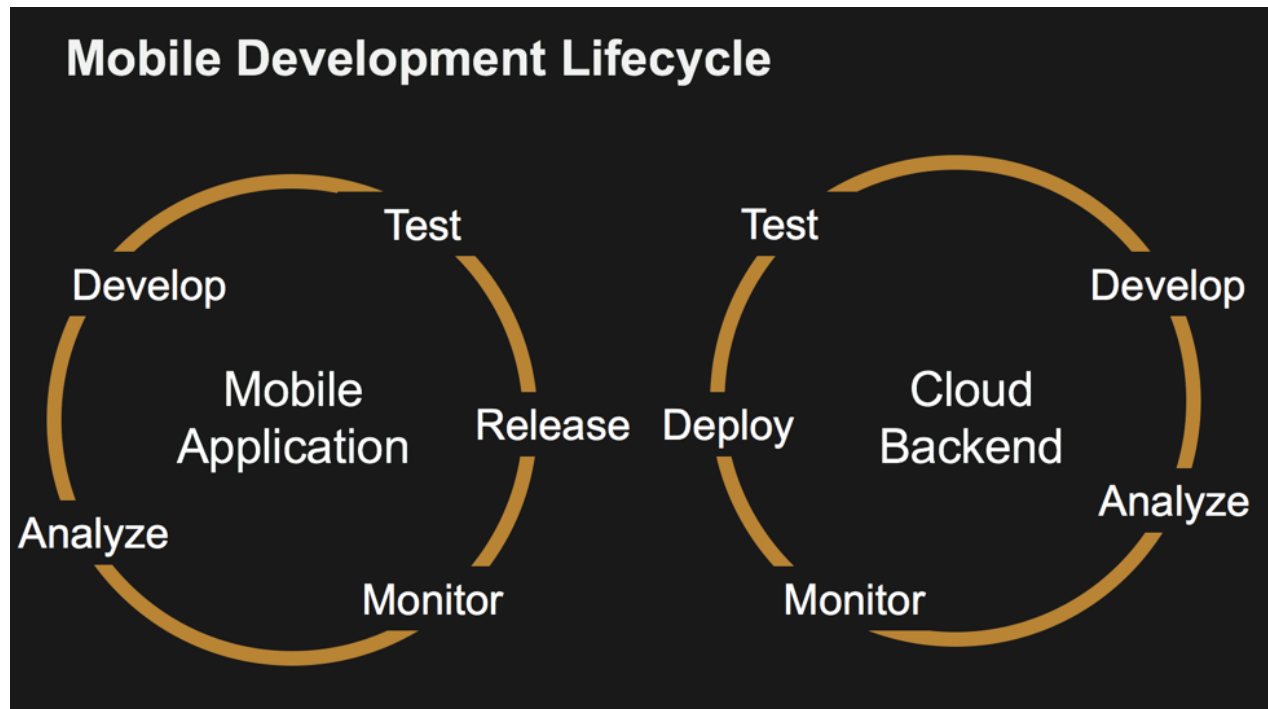 Mobile Development Lifecycle
Test
Develop
Mobile
Application
Release
Analyze
Monitor
Test
Develop
Cloud
Backend
Deploy
Analyze
Monitor